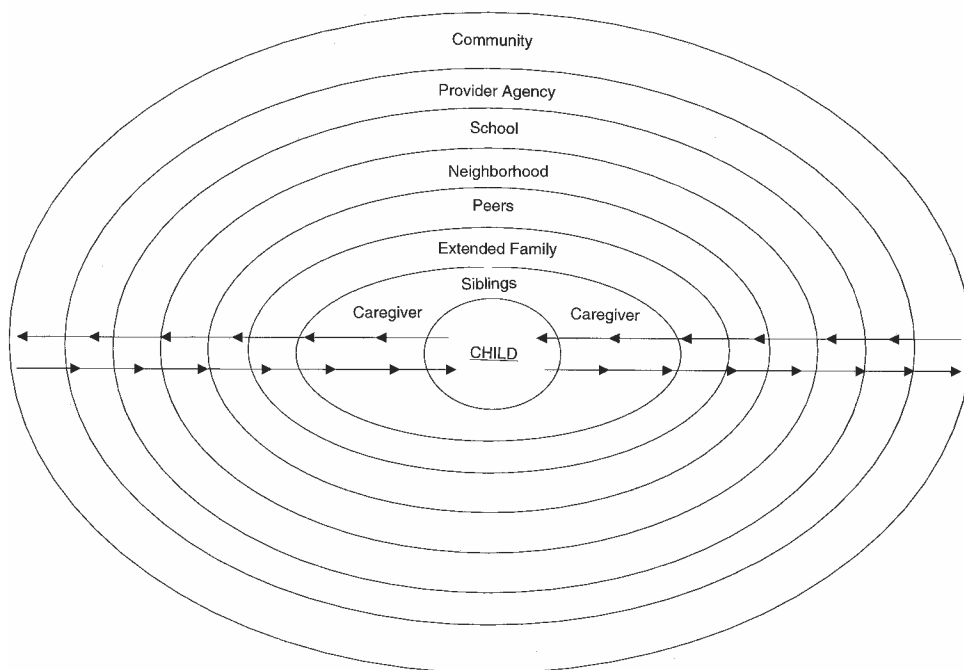 Community
Provider Agency
School
Neighborhood
Peers
Extended Family
Siblings
Caregiver Caregiver
CHILD